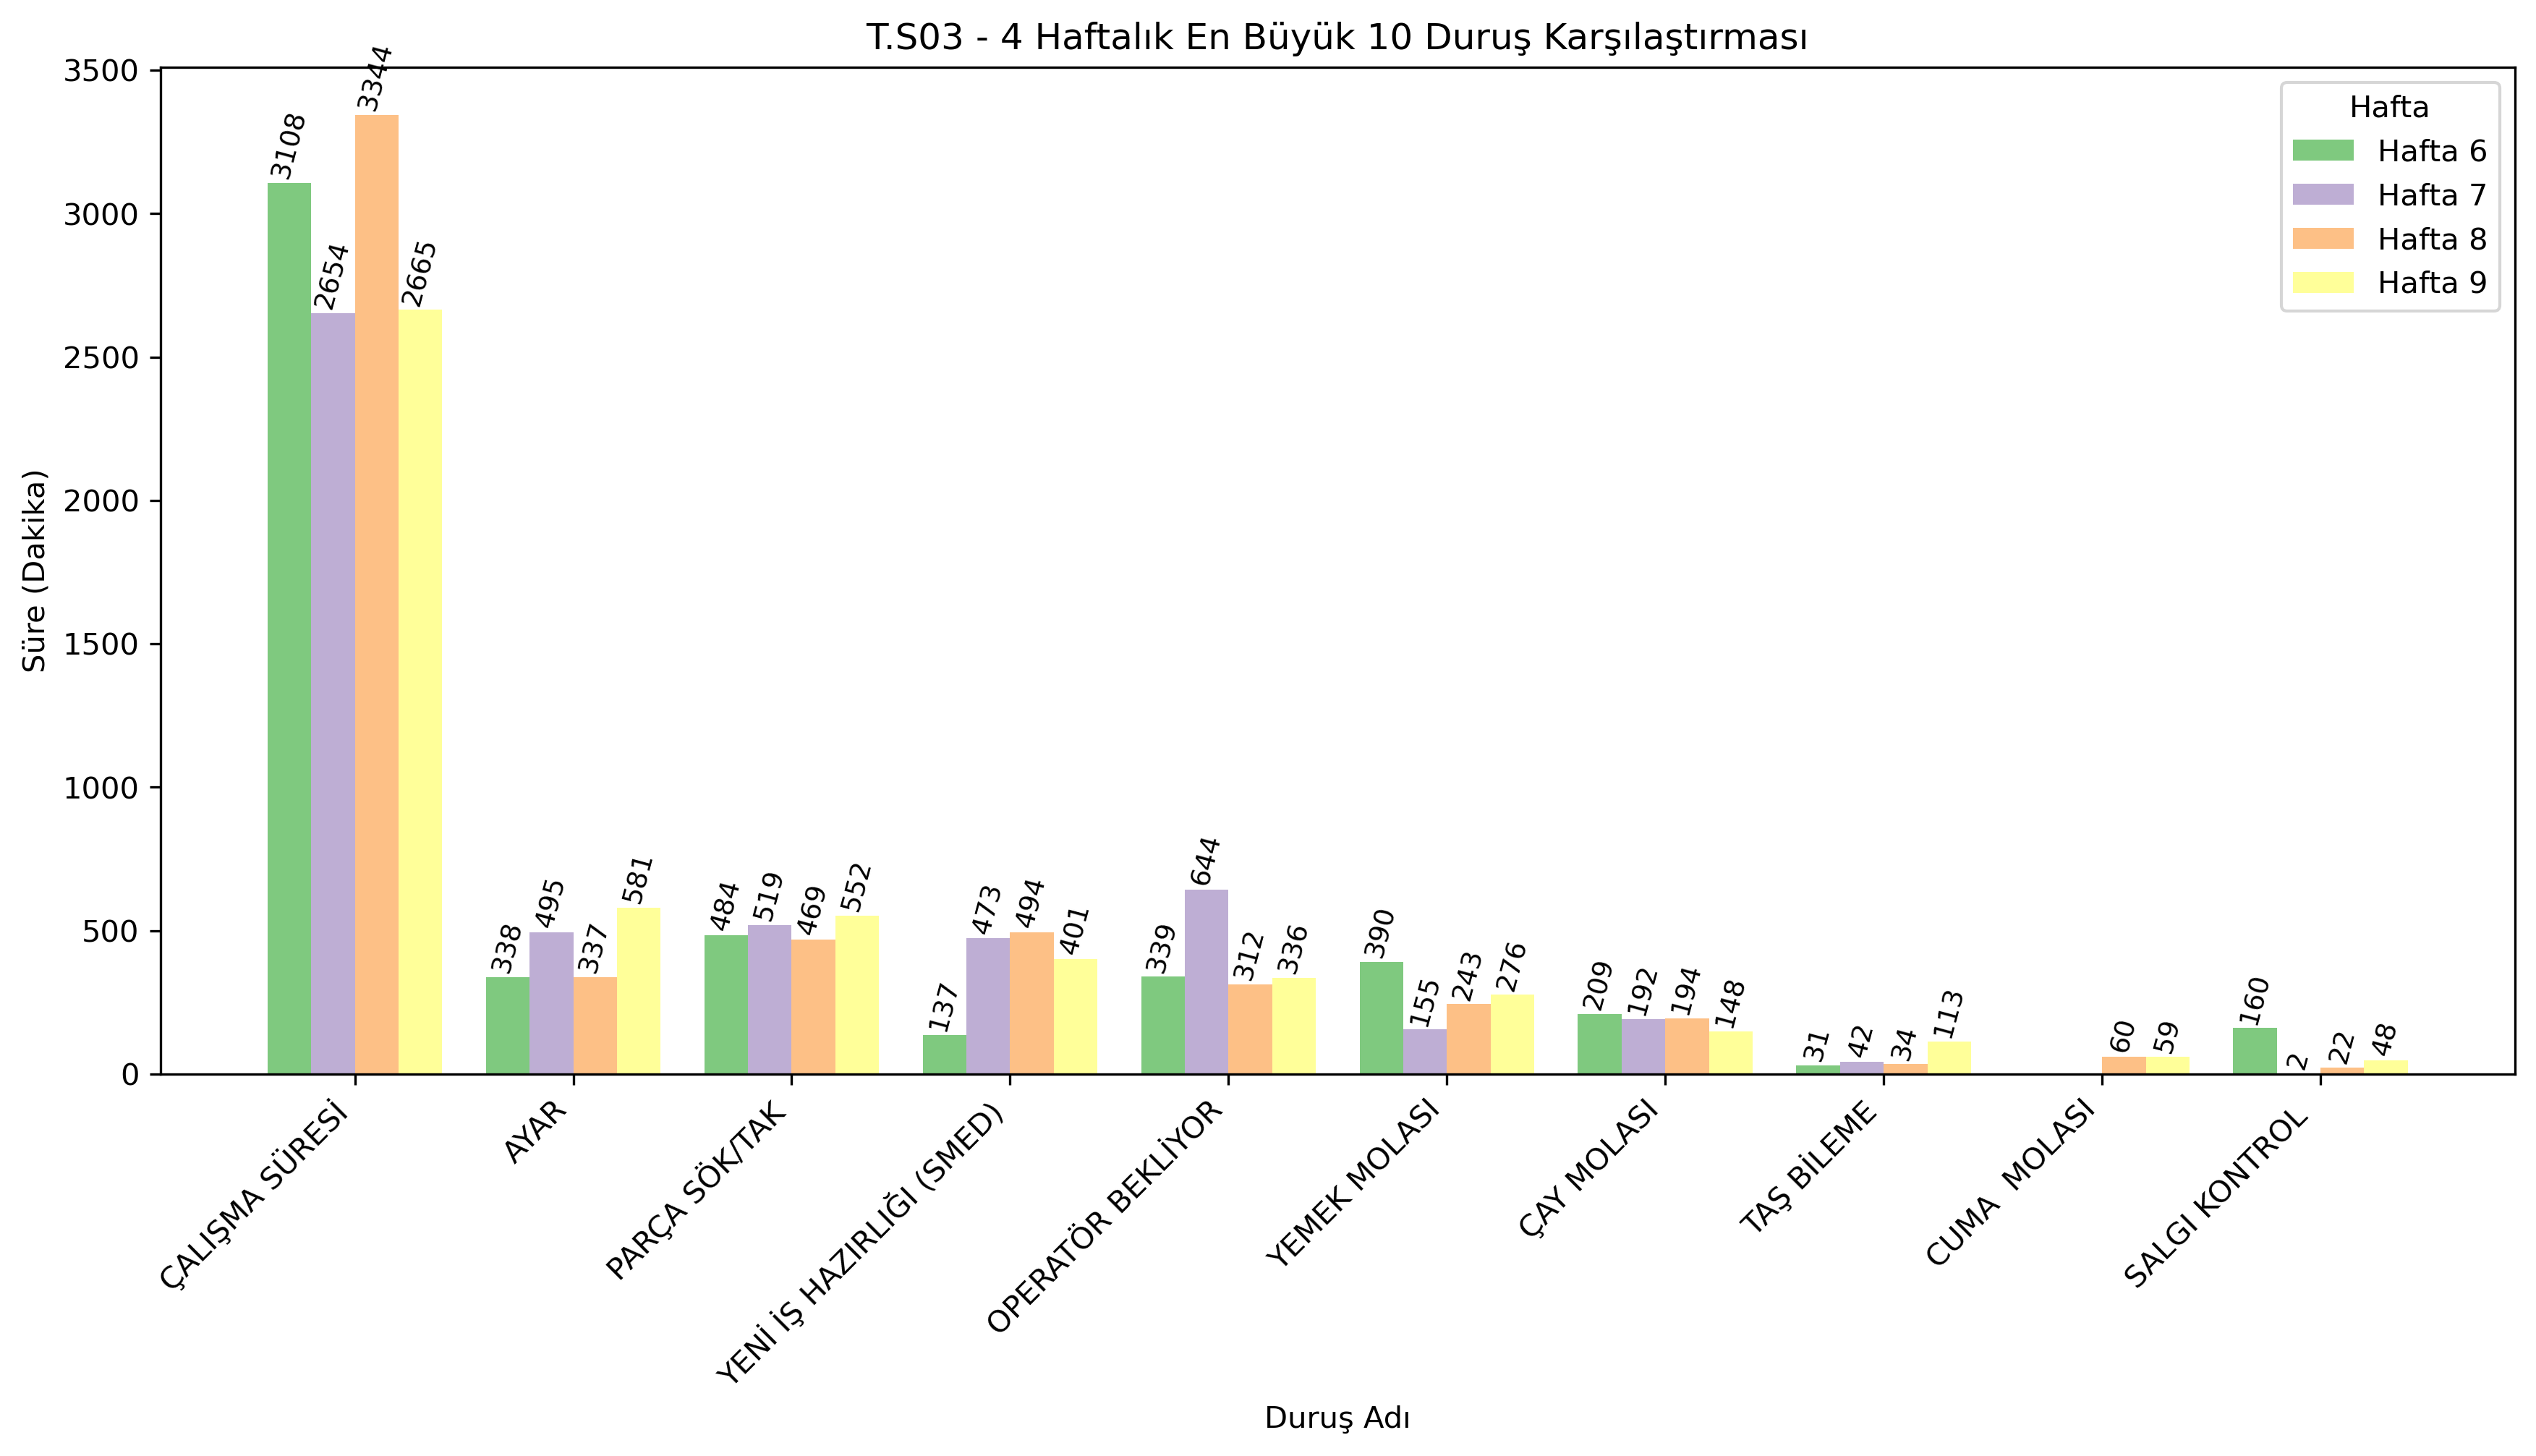 T.S03 - 4 Haftalık En Büyük 10 Duruş Karşılaştırması
Süre (Dakika)
3500
3000
2500
2000
1500
1000
500
0
Hafta
Hafta 6
Hafta 7
Hafta 8
Hafta 9
3108 2654 3344 2665
338 495 337 581
484 519 469 552
137 473 494 401
339 644 312 336
390 155 243 276
209 192 194 148
31 42 34 113
60 59
160 2 22 48
ÇALIŞMA SÜRESİ
AYAR
PARÇA SÖK/TAK
YENİ İŞ HAZIRLIĞI (SMED)
OPERATÖR BEKLİYOR
YEMEK MOLASI
ÇAY MOLASI
TAŞ BİLEME
CUMA  MOLASI
SALGI KONTROL
Duruş Adı